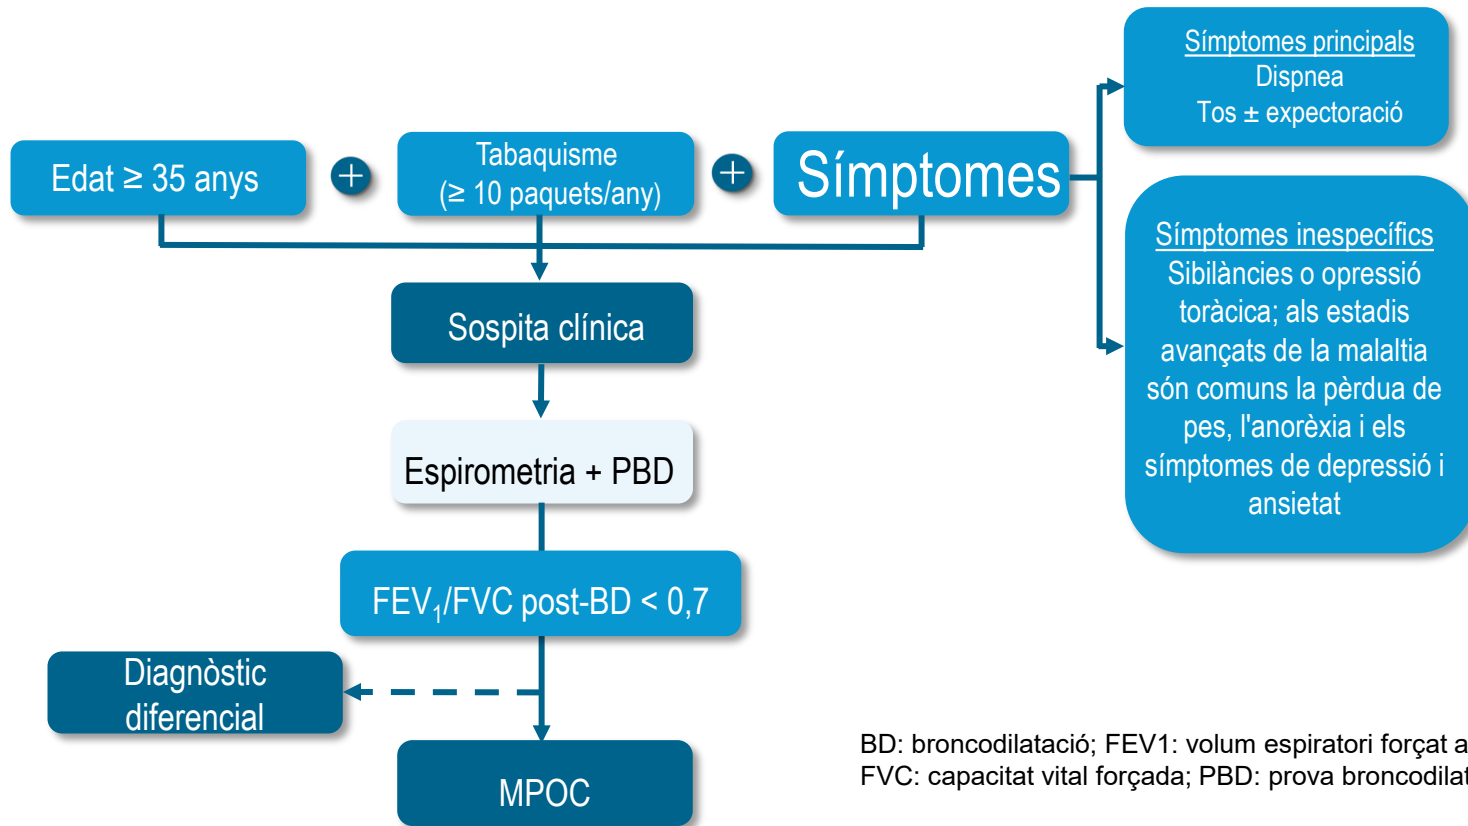 Símptomes principals
Dispnea
Tos ± expectoració
Edat ≥ 35 anys
+
Tabaquisme
(≥ 10 paquets/any)
+
Símptomes
Símptomes inespecífics
Sibilàncies o opressió
toràcica; als estadis
avançats de la malaltia
són comuns la pèrdua de
pes, l'anorèxia i els
símptomes de depressió i
ansietat
Sospita clínica
Espirometria + PBD
FEV₁/FVC post-BD < 0,7
Diagnòstic
diferencial
MPOC
BD: broncodilatació; FEV1: volum espiratori forçat a
FVC: capacitat vital forçada; PBD: prova broncodilat